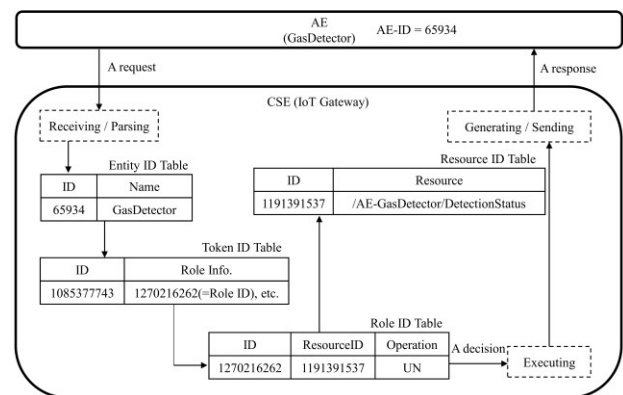 AE
(GasDetector)
AE-ID = 65934
A request
A response
CSE (IoT Gateway)
Receiving / Parsing
Generating / Sending
Entity ID Table
ID Name
65934 GasDetector
Resource ID Table
ID Resource
1191391537 /AE-GasDetector/DetectionStatus
Token ID Table
ID Role Info.
1085377743 1270216262(=Role ID), etc.
Role ID Table
ID ResourceID Operation
1270216262 1191391537 UN
A decision
Executing